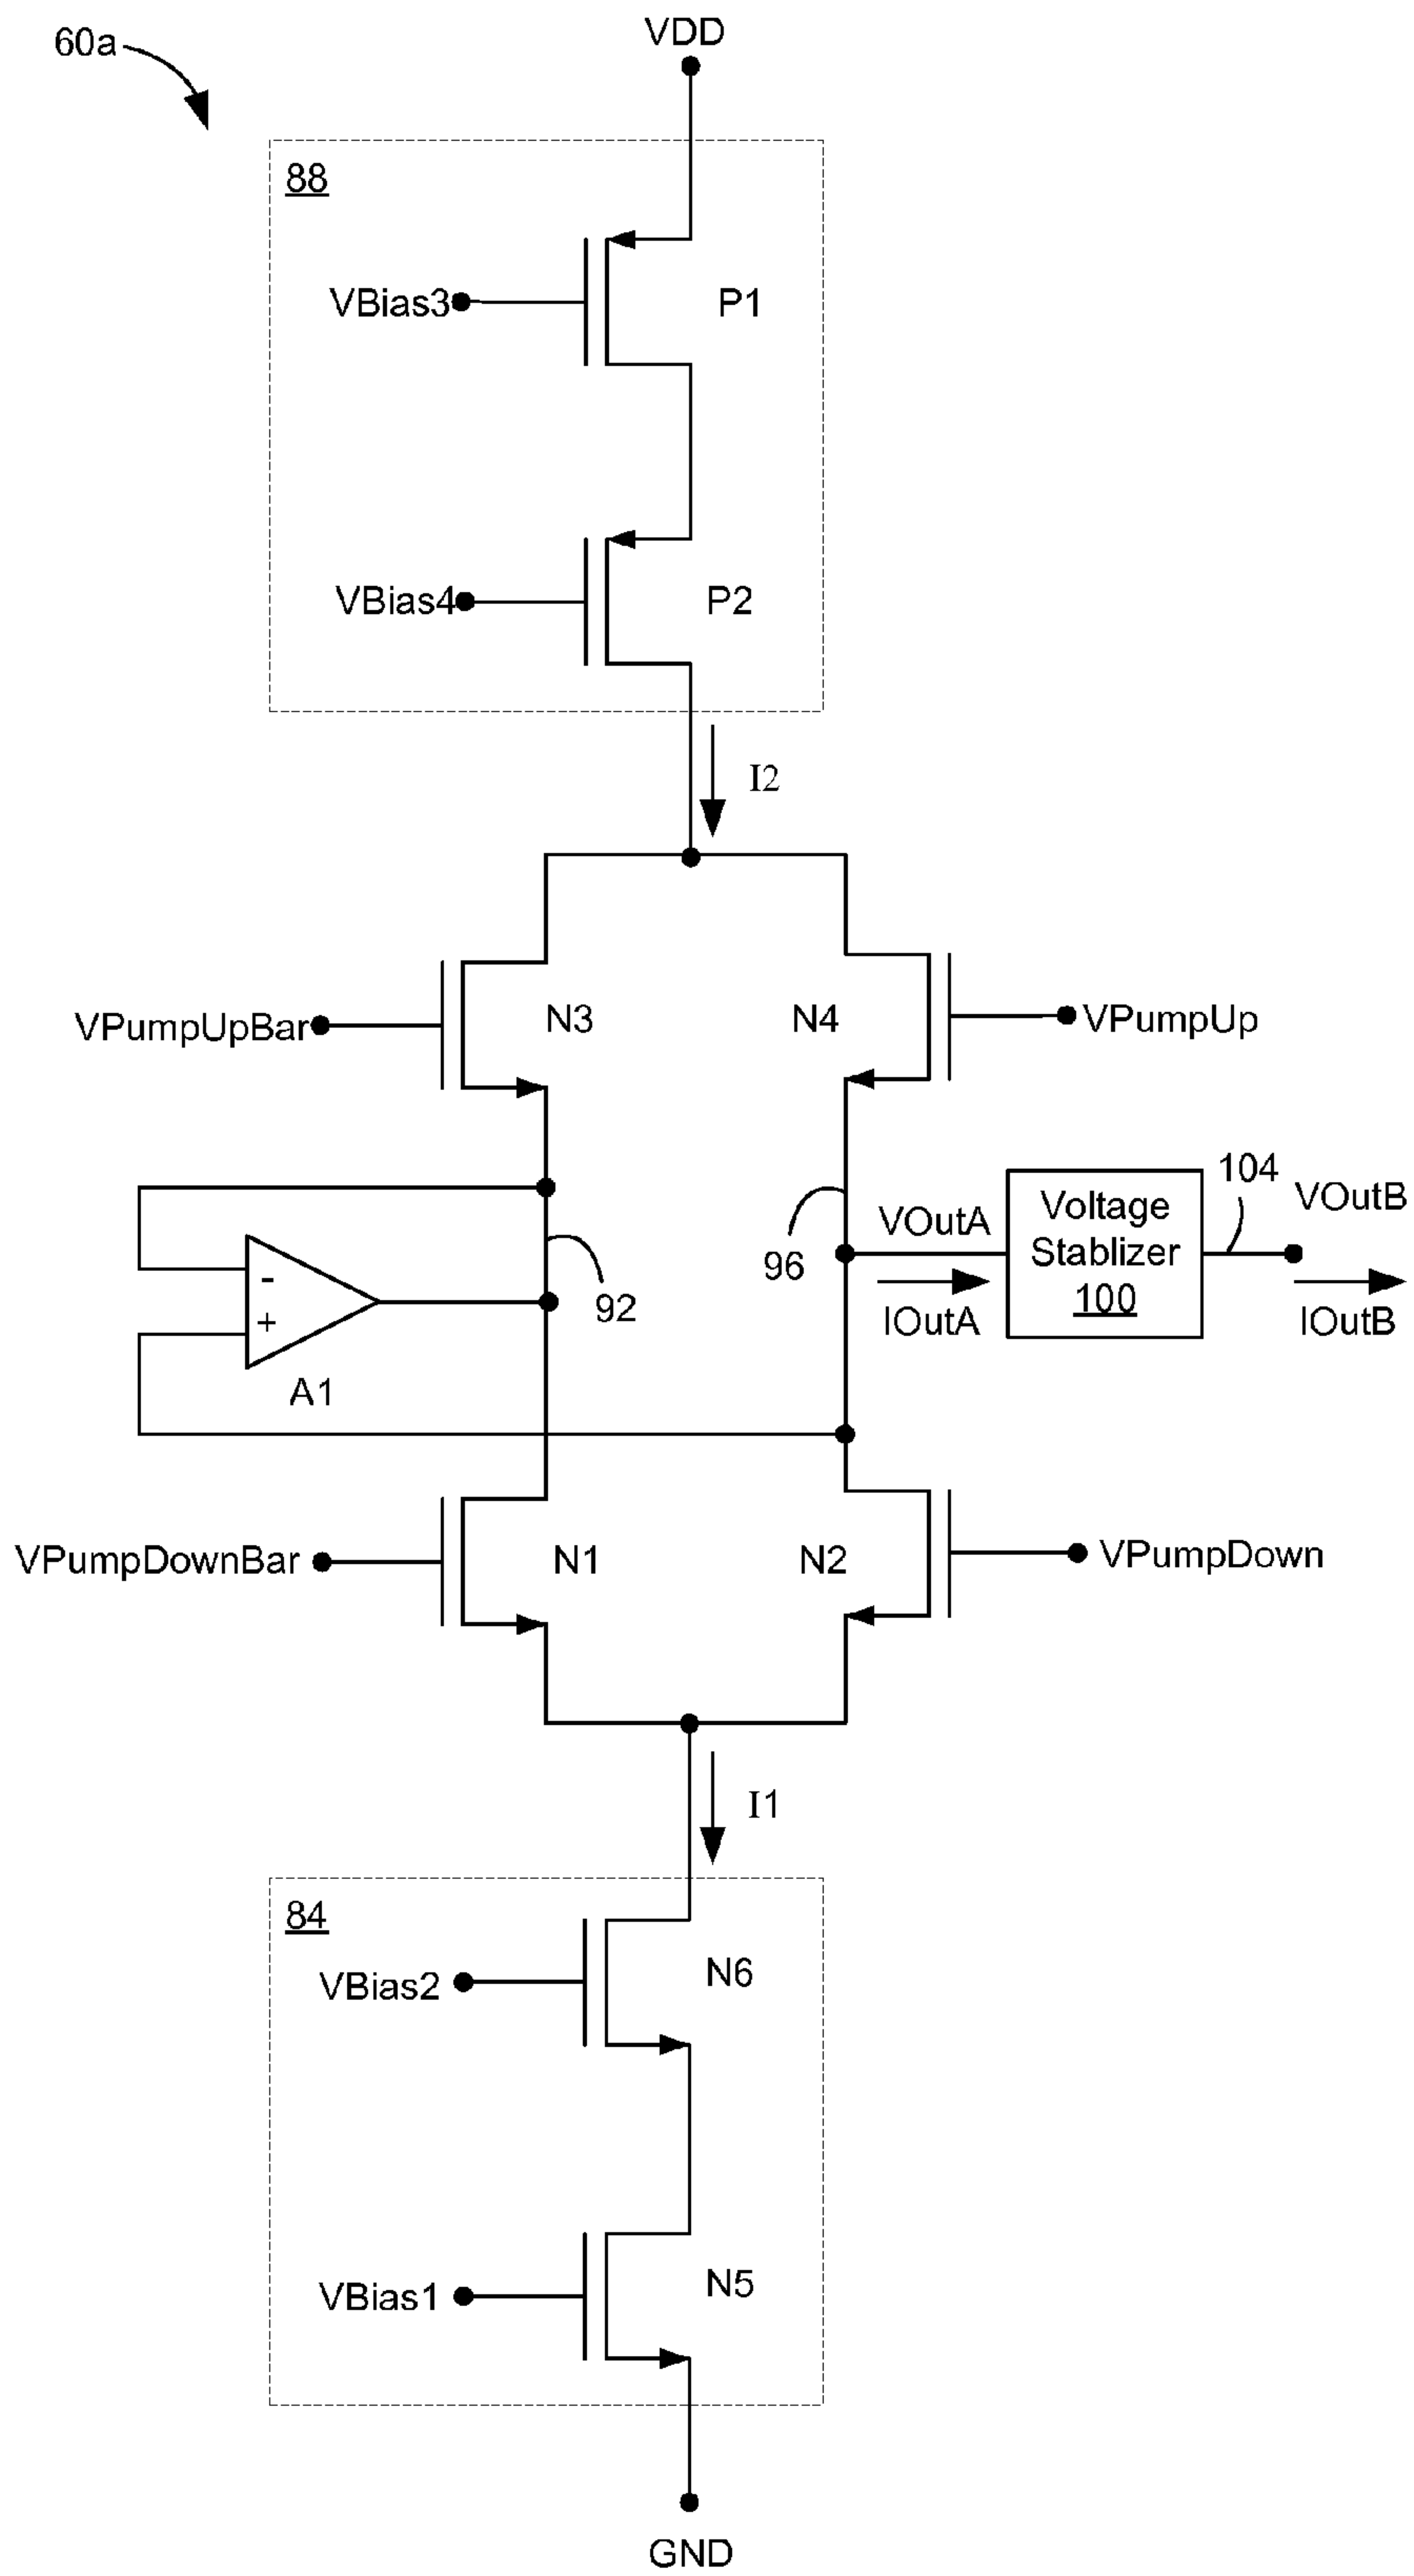 60a
VDD
88
VBias3
P1
VBias4
P2
I2
VPumpUpBar
N3
N4
VPumpUp
104
VOutB
Voltage
Stablizer
100
VOutA
96
IOutA
IOutB
-
+
92
A1
VPumpDownBar
N1
N2
VPumpDown
I1
84
VBias2
N6
VBias1
N5
GND